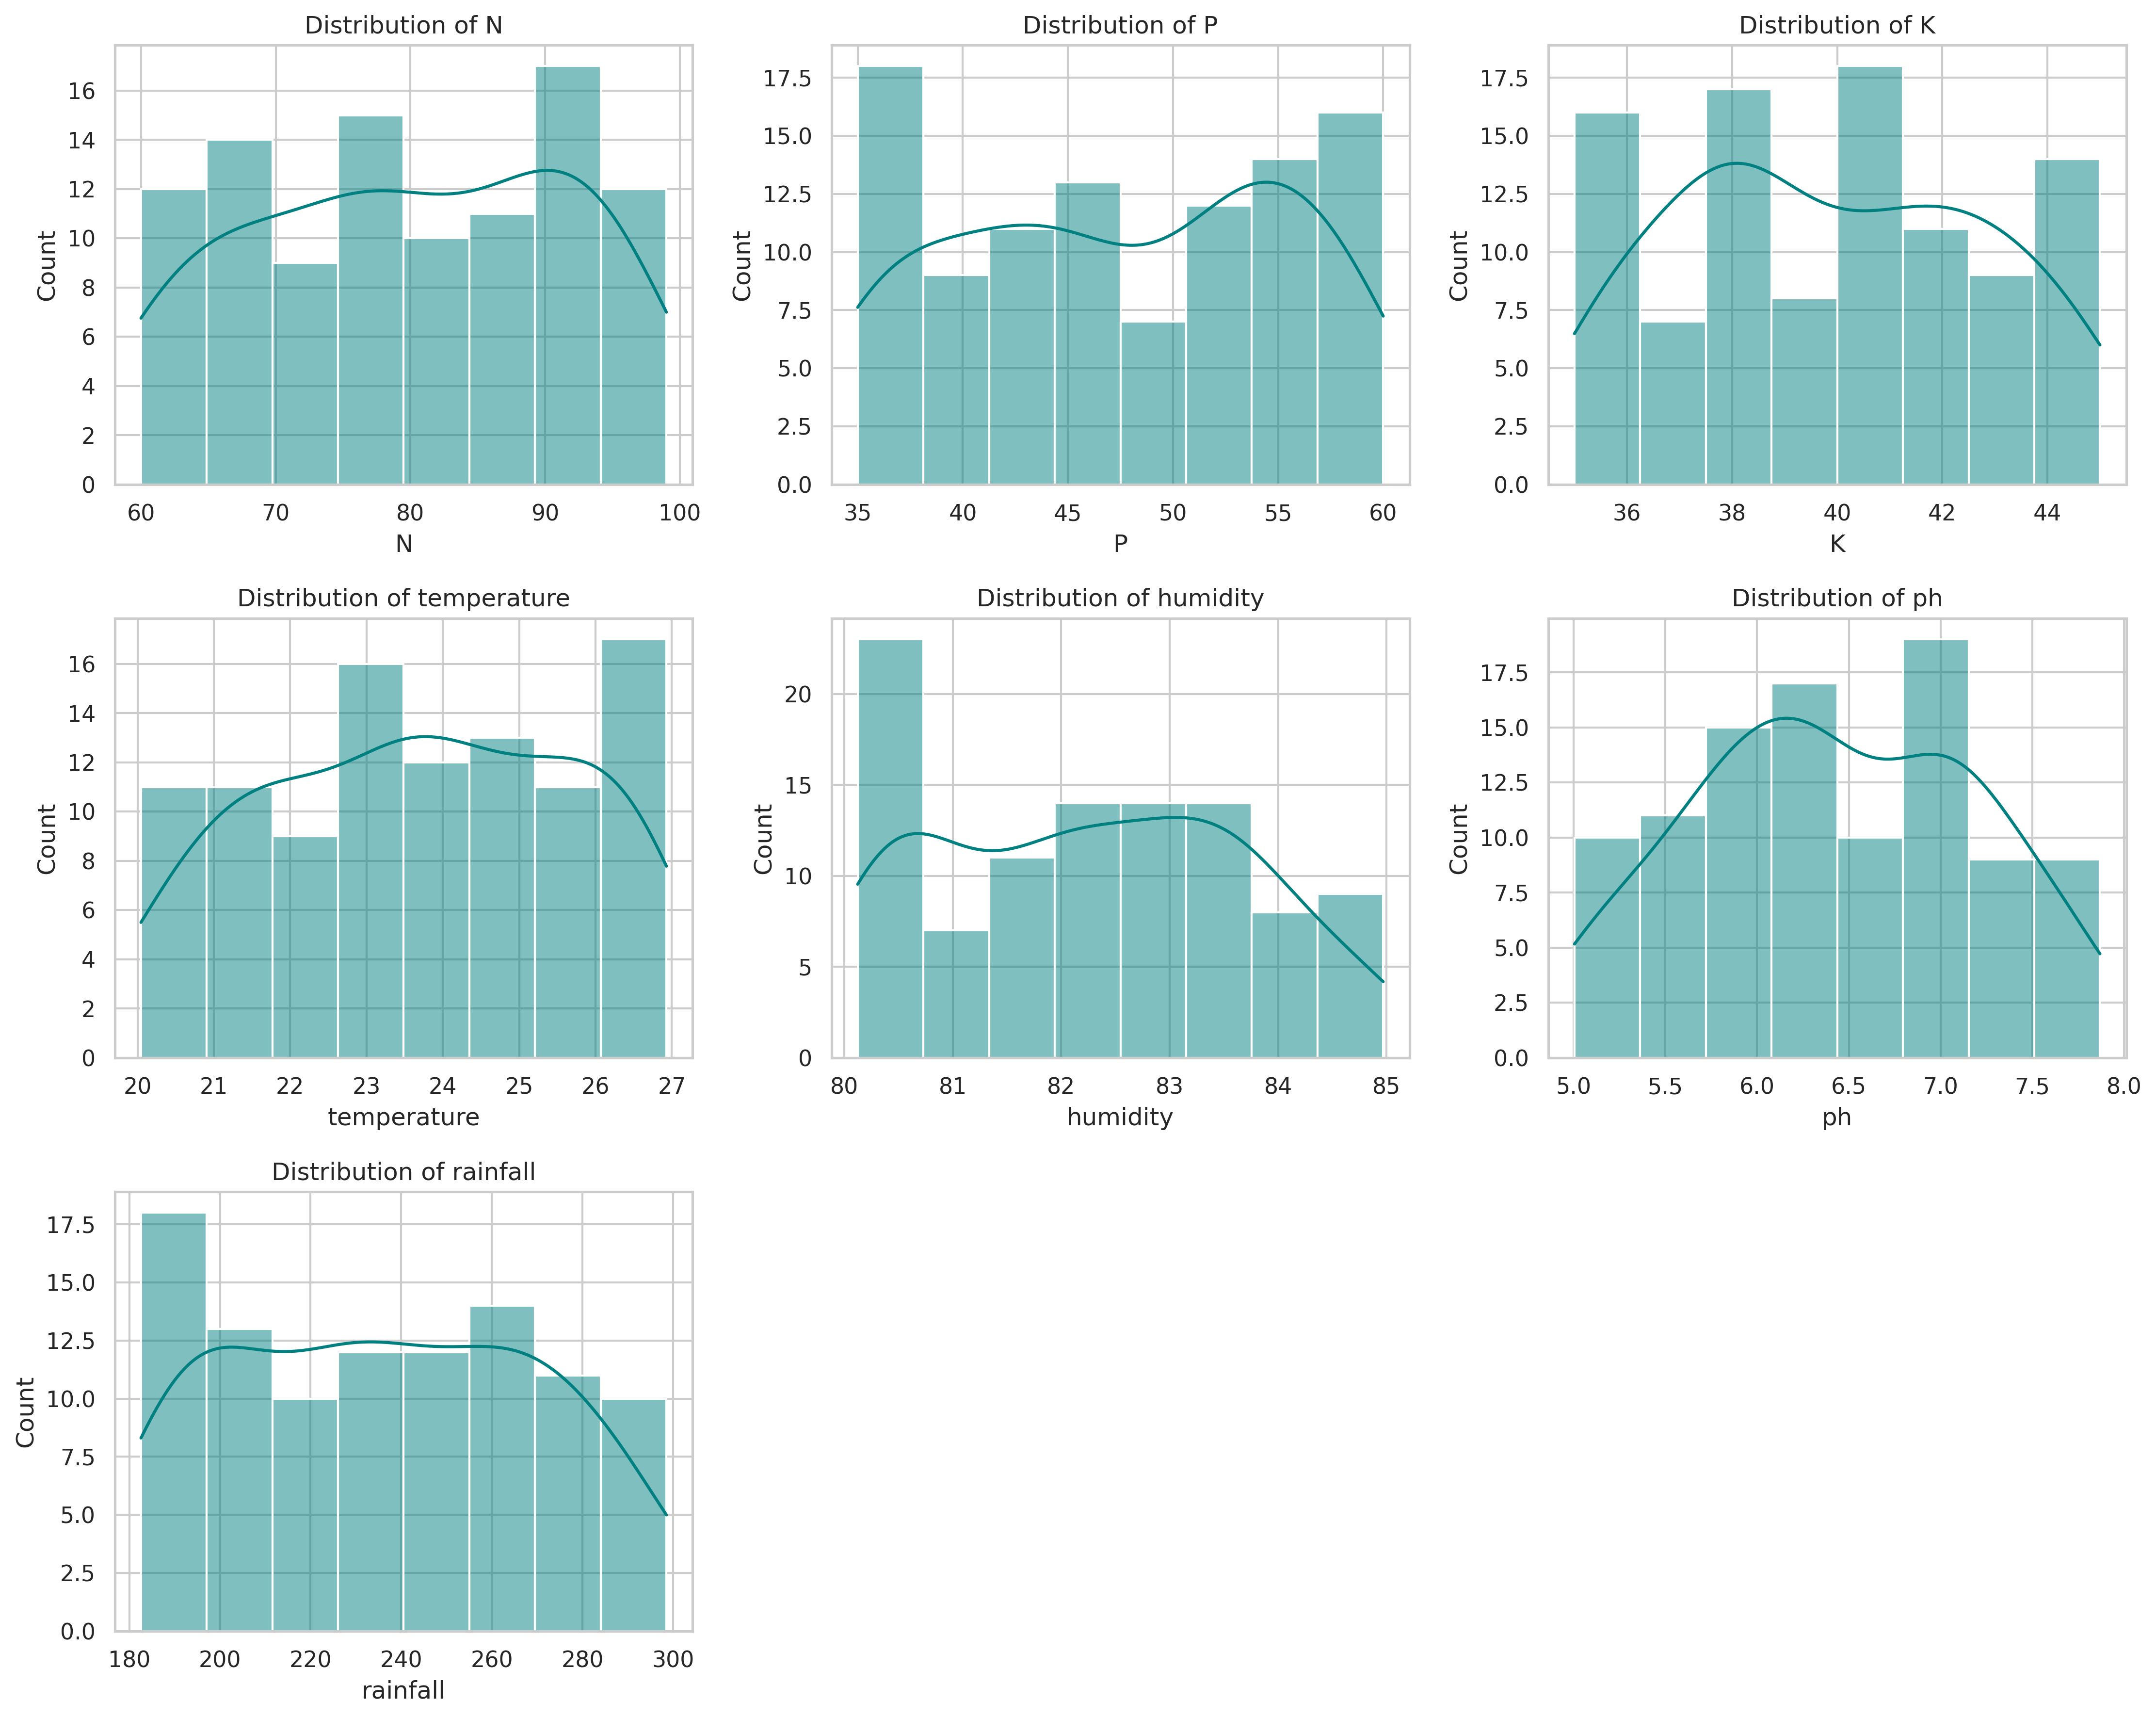 Distribution of N
Distribution of P
Distribution of K
16
14
12
10
8
6
4
2
0
Count
60 70 80 90 100
N
17.5
15.0
12.5
10.0
7.5
5.0
2.5
0.0
Count
35 40 45 50 55 60
P
17.5
15.0
12.5
10.0
7.5
5.0
2.5
0.0
Count
36 38 40 42 44
K
Distribution of temperature
Distribution of humidity
Distribution of ph
16
14
12
10
8
6
4
2
0
Count
20 21 22 23 24 25 26 27
temperature
20
15
10
5
0
Count
80 81 82 83 84 85
humidity
17.5
15.0
12.5
10.0
7.5
5.0
2.5
0.0
Count
5.0 5.5 6.0 6.5 7.0 7.5 8.0
ph
Distribution of rainfall
17.5
15.0
12.5
10.0
7.5
5.0
2.5
0.0
Count
180 200 220 240 260 280 300
rainfall